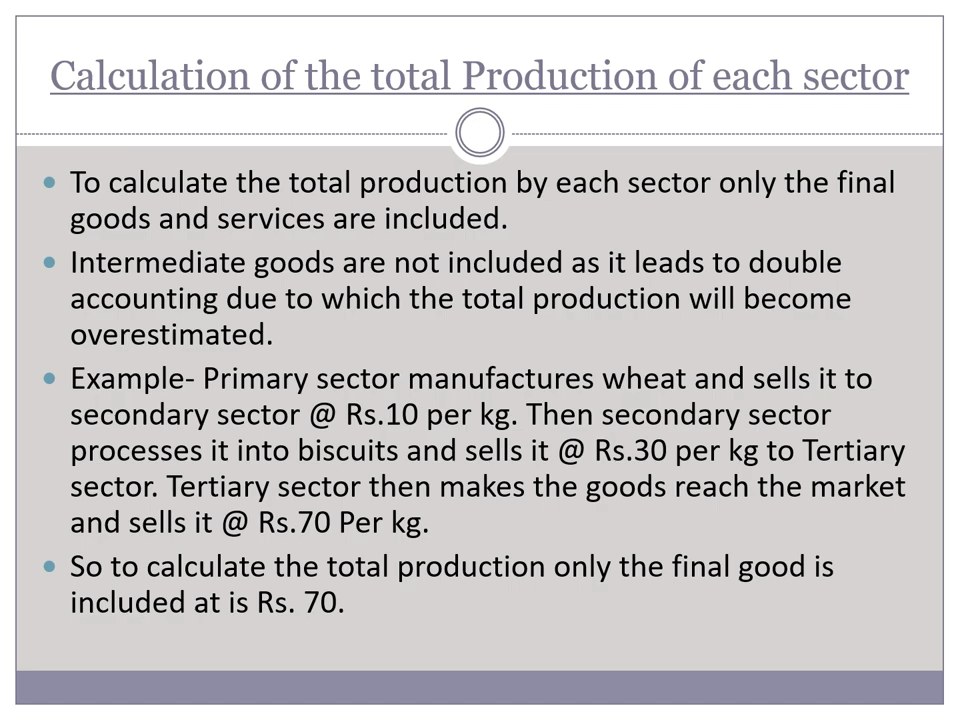 Calculation of the total Production of each sector
• To calculate the total production by each sector only the final
goods and services are included.
• Intermediate goods are not included as it leads to double
accounting due to which the total production will become
overestimated.
• Example- Primary sector manufactures wheat and sells it to
secondary sector @ Rs.10 per kg. Then secondary sector
processes it into biscuits and sells it @ Rs.30 per kg to Tertiary
sector. Tertiary sector then makes the goods reach the market
and sells it @ Rs.70 Per kg.
• So to calculate the total production only the final good is
included at is Rs. 70.